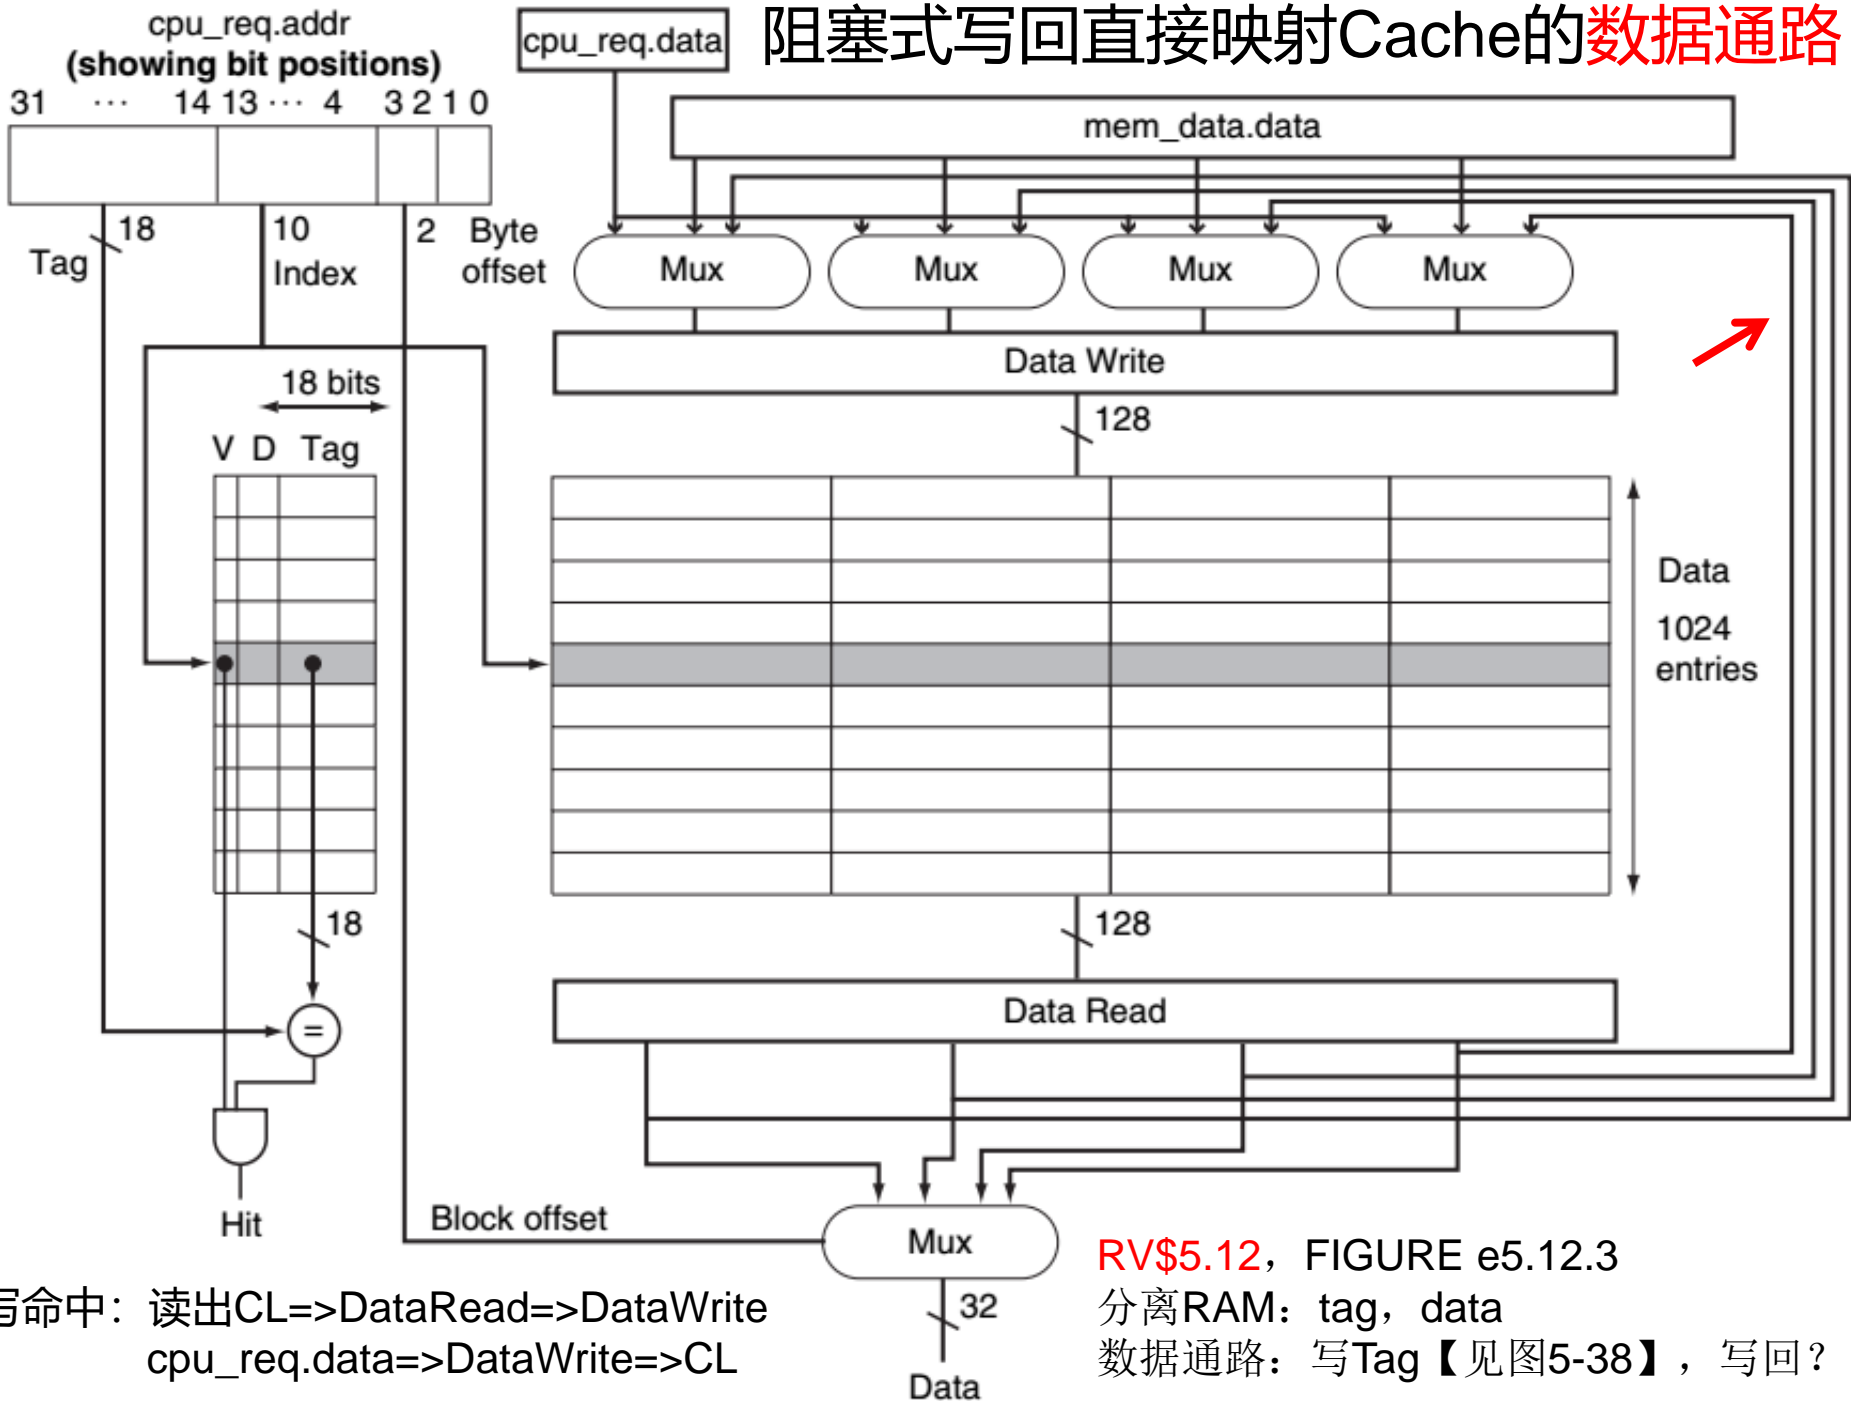 阻塞式写回直接映射Cache的数据通路
cpu_req.addr
(showing bit positions)
31 ··· 14 13 ··· 4 3 2 1 0
cpu_req.data
mem_data.data
18
Tag
10
Index
2
Byte
offset
Mux Mux Mux Mux
Data Write
18 bits
128
V D Tag
Data
1024
entries
18
128
=
Data Read
Hit
Block offset
Mux
32
Data
写命中：读出CL=>DataRead=>DataWrite
cpu_req.data=>DataWrite=>CL
RV$5.12，FIGURE e5.12.3
分离RAM：tag，data
数据通路：写Tag【见图5-38】，写回？